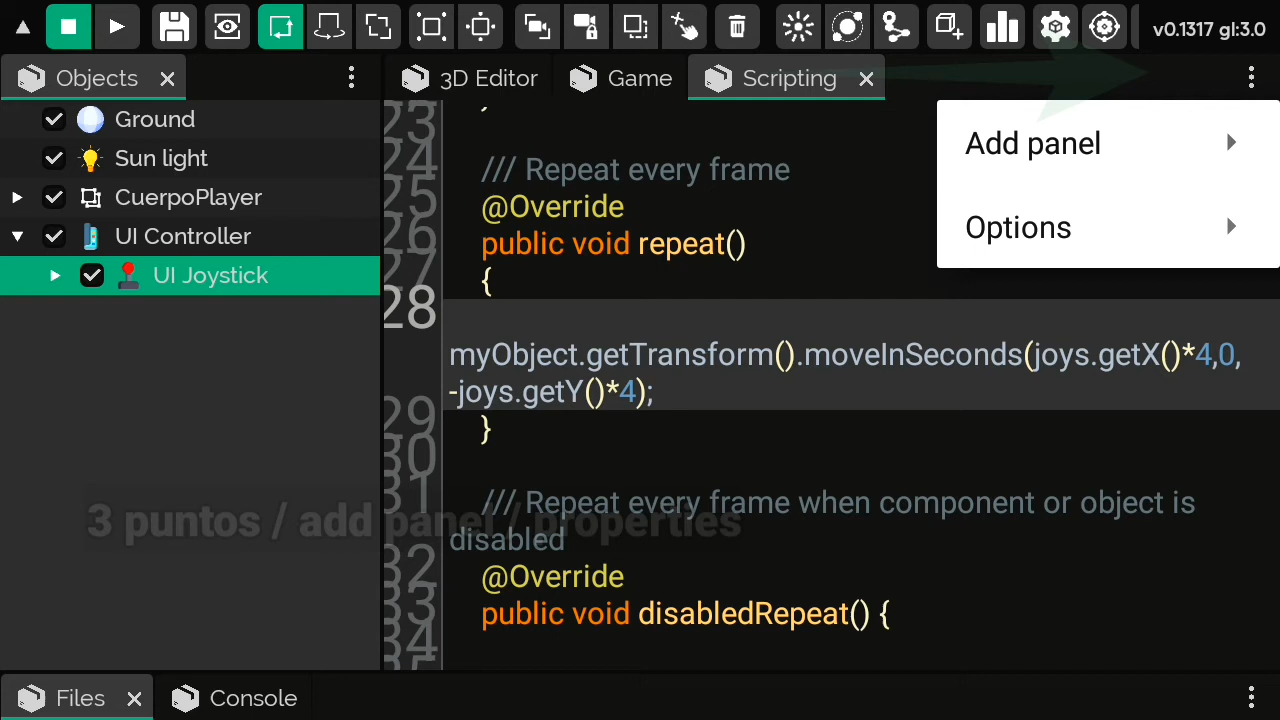 v0.1317 gl:3.0
Objects
3D Editor
Game
Scripting
Ground
Sun light
CuerpoPlayer
UI Controller
UI Joystick
Add panel
Options
23
24 /// Repeat every frame
25 @Override
26 public void repeat()
27 {
28
myObject.getTransform().moveInSeconds(joys.getX()*4,0,
-joys.getY()*4);
29 }
30
31 /// Repeat every frame when component or object is
disabled
32 @Override
33 public void disabledRepeat() {
34
35
3 puntos / add panel / properties
Files
Console